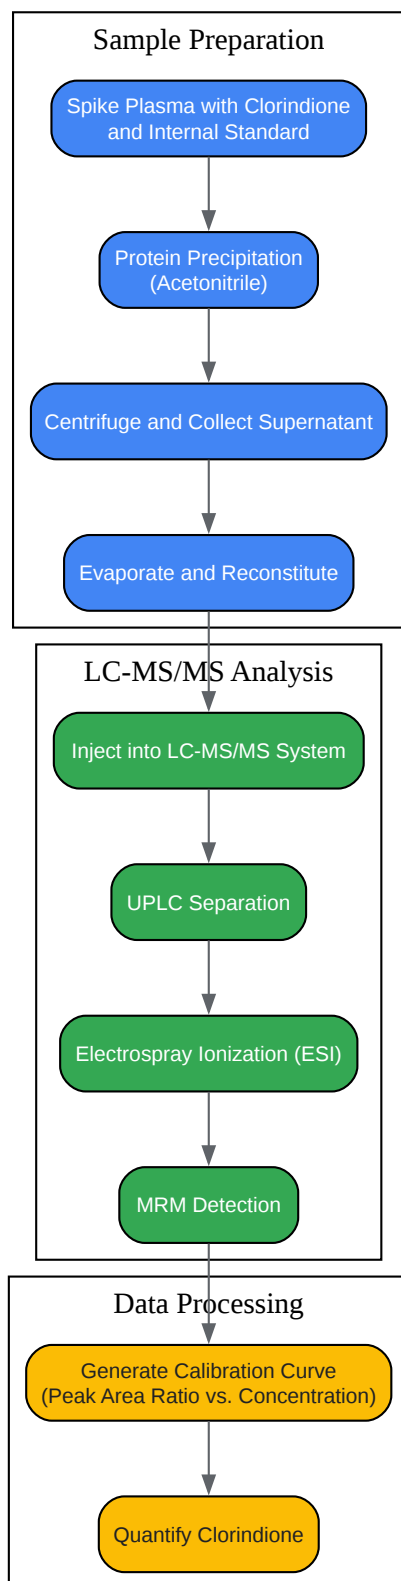 Sample Preparation
Spike Plasma with Clorindione
and Internal Standard
Protein Precipitation
(Acetonitrile)
Centrifuge and Collect Supernatant
Evaporate and Reconstitute
LC-MS/MS Analysis
Inject into LC-MS/MS System
UPLC Separation
Electrospray Ionization (ESI)
MRM Detection
Data Processing
Generate Calibration Curve
(Peak Area Ratio vs. Concentration)
Quantify Clorindione